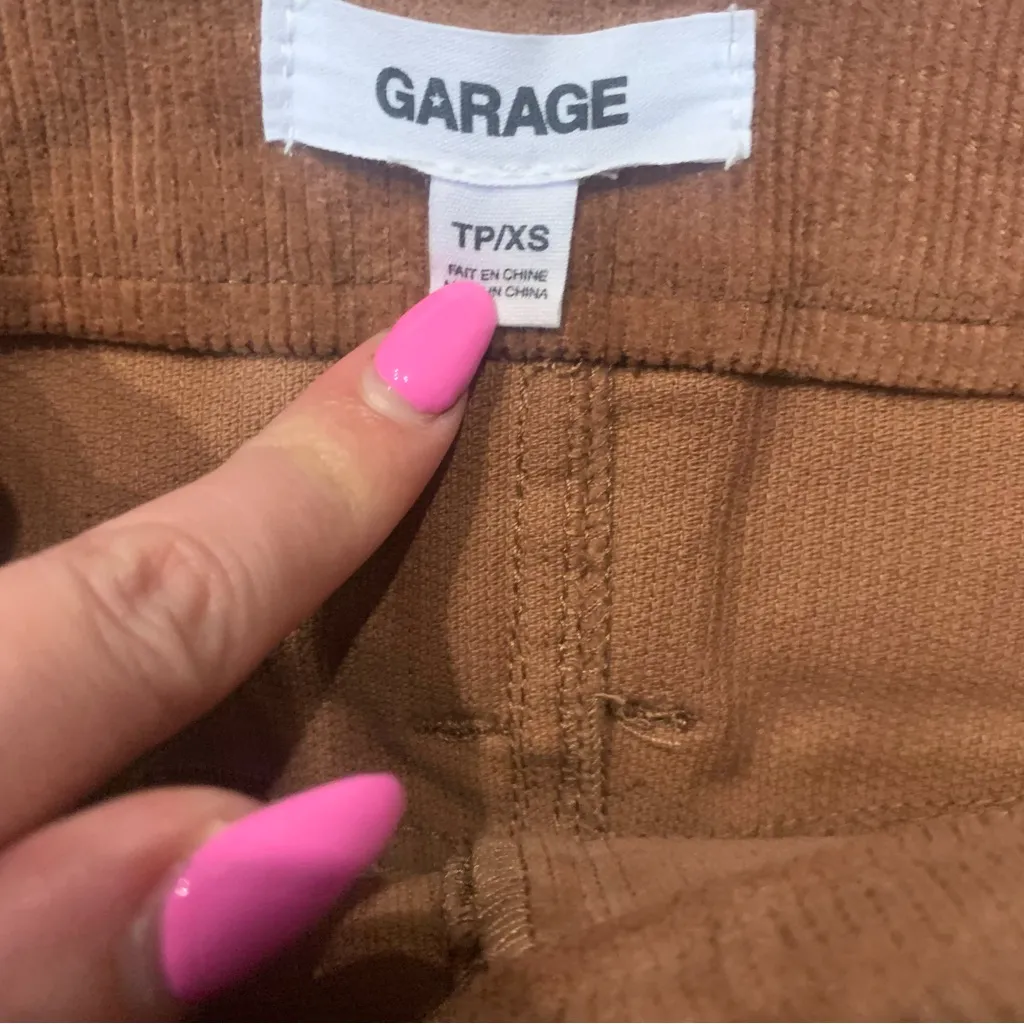 GARAGE
TP/XS
FAIT EN CHINE
IN CHINA